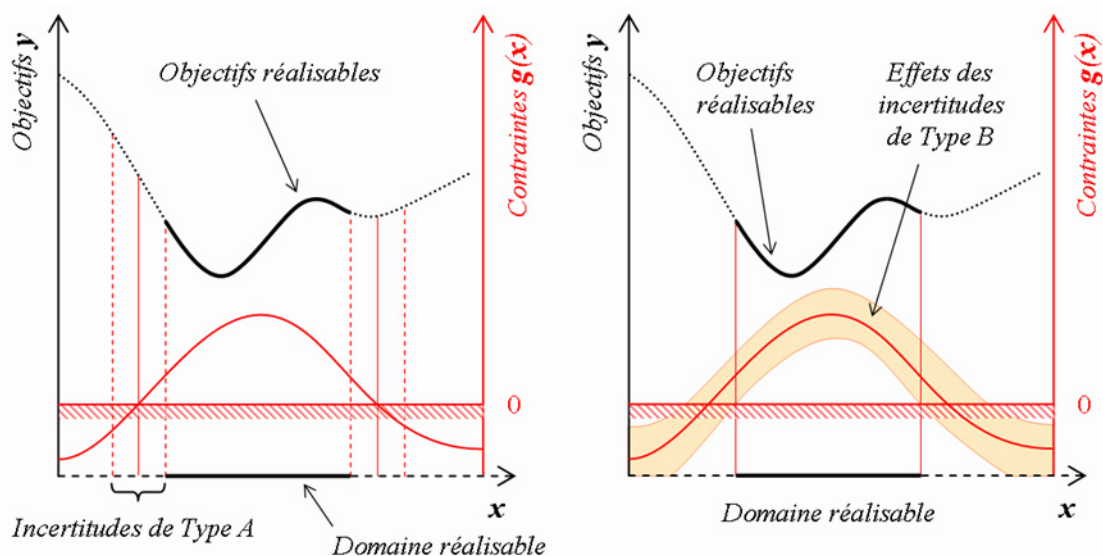 Objectifs y
Objectifs réalisables
Contraintes g(x)
0
x
Incertitudes de Type A
Domaine réalisable
Objectifs y
Objectifs
réalisables
Effets des
incertitudes
de Type B
Contraintes g(x)
0
x
Domaine réalisable